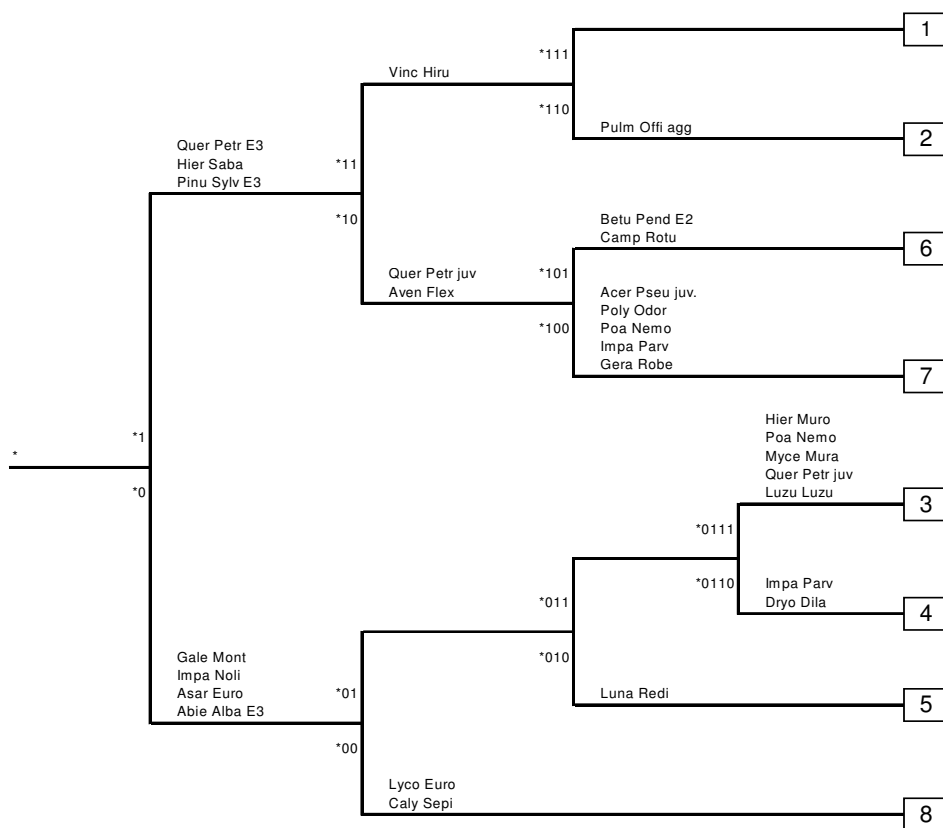 1
*111
Vinc Hiru
*110
Pulm Offi agg
2
Quer Petr E3
Hier Saba
Pinu Sylv E3
*11
*10
Betu Pend E2
Camp Rotu
6
Quer Petr juv
Aven Flex
*101
*100
Acer Pseu juv.
Poly Odor
Poa Nemo
Impa Parv
Gera Robe
7
*
*1
*0
Hier Muro
Poa Nemo
Myce Mura
Quer Petr juv
Luzu Luzu
3
*0111
*0110
Impa Parv
Dryo Dila
4
*011
*010
Gale Mont
Impa Noli
Asar Euro
Abie Alba E3
*01
*00
Luna Redi
5
Lyco Euro
Caly Sepi
8